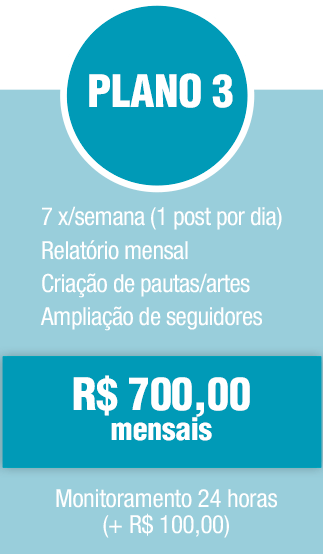 PLANO 3
7 x/semana (1 post por dia)
Relatório mensal
Criação de pautas/artes
Ampliação de seguidores
R$ 700,00
mensais
Monitoramento 24 horas
(+ R$ 100,00)